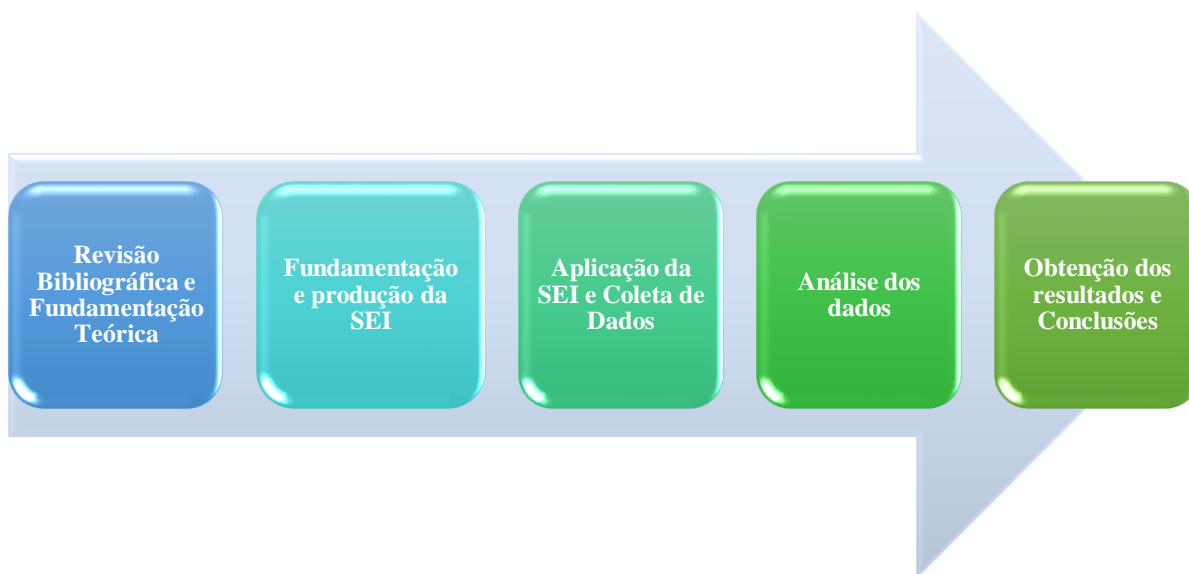 Revisão
Bibliográfica e
Fundamentação
Teórica
Fundamentação
e produção da
SEI
Aplicação da
SEI e Coleta de
Dados
Análise dos
dados
Obtenção dos
resultados e
Conclusões